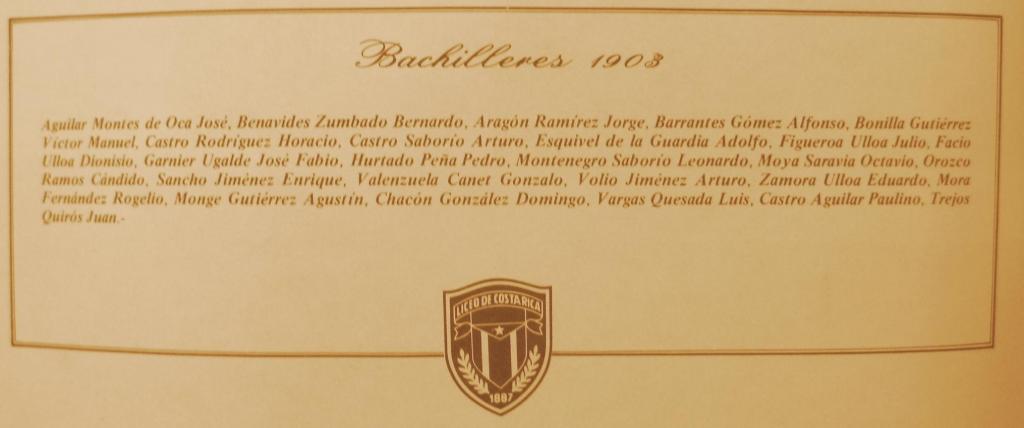 Bachilleres 1903
Aguilar Montes de Oca José, Benavides Zumbado Bernardo, Aragón Ramírez Jorge, Barrantes Gómez Alfonso, Bonilla Gutiérrez
Víctor Manuel, Castro Rodríguez Horacio, Castro Saborío Arturo, Esquivel de la Guardia Adolfo, Figueroa Ulloa Julio, Facio
Ulloa Dionisio, Garnier Ugalde José Fabio, Hurtado Peña Pedro, Montenegro Saborío Leonardo, Moya Saravia Octavio, Orozco
Ramos Cándido, Sancho Jiménez Enrique, Valenzuela Canet Gonzalo, Volio Jiménez Arturo, Zamora Ulloa Eduardo, Mora
Fernández Rogelio, Monge Gutiérrez Agustín, Chacón González Domingo, Vargas Quesada Luis, Castro Aguilar Paulino, Trejos
Quirós Juan.-
LICEO DE COSTA RICA
1887